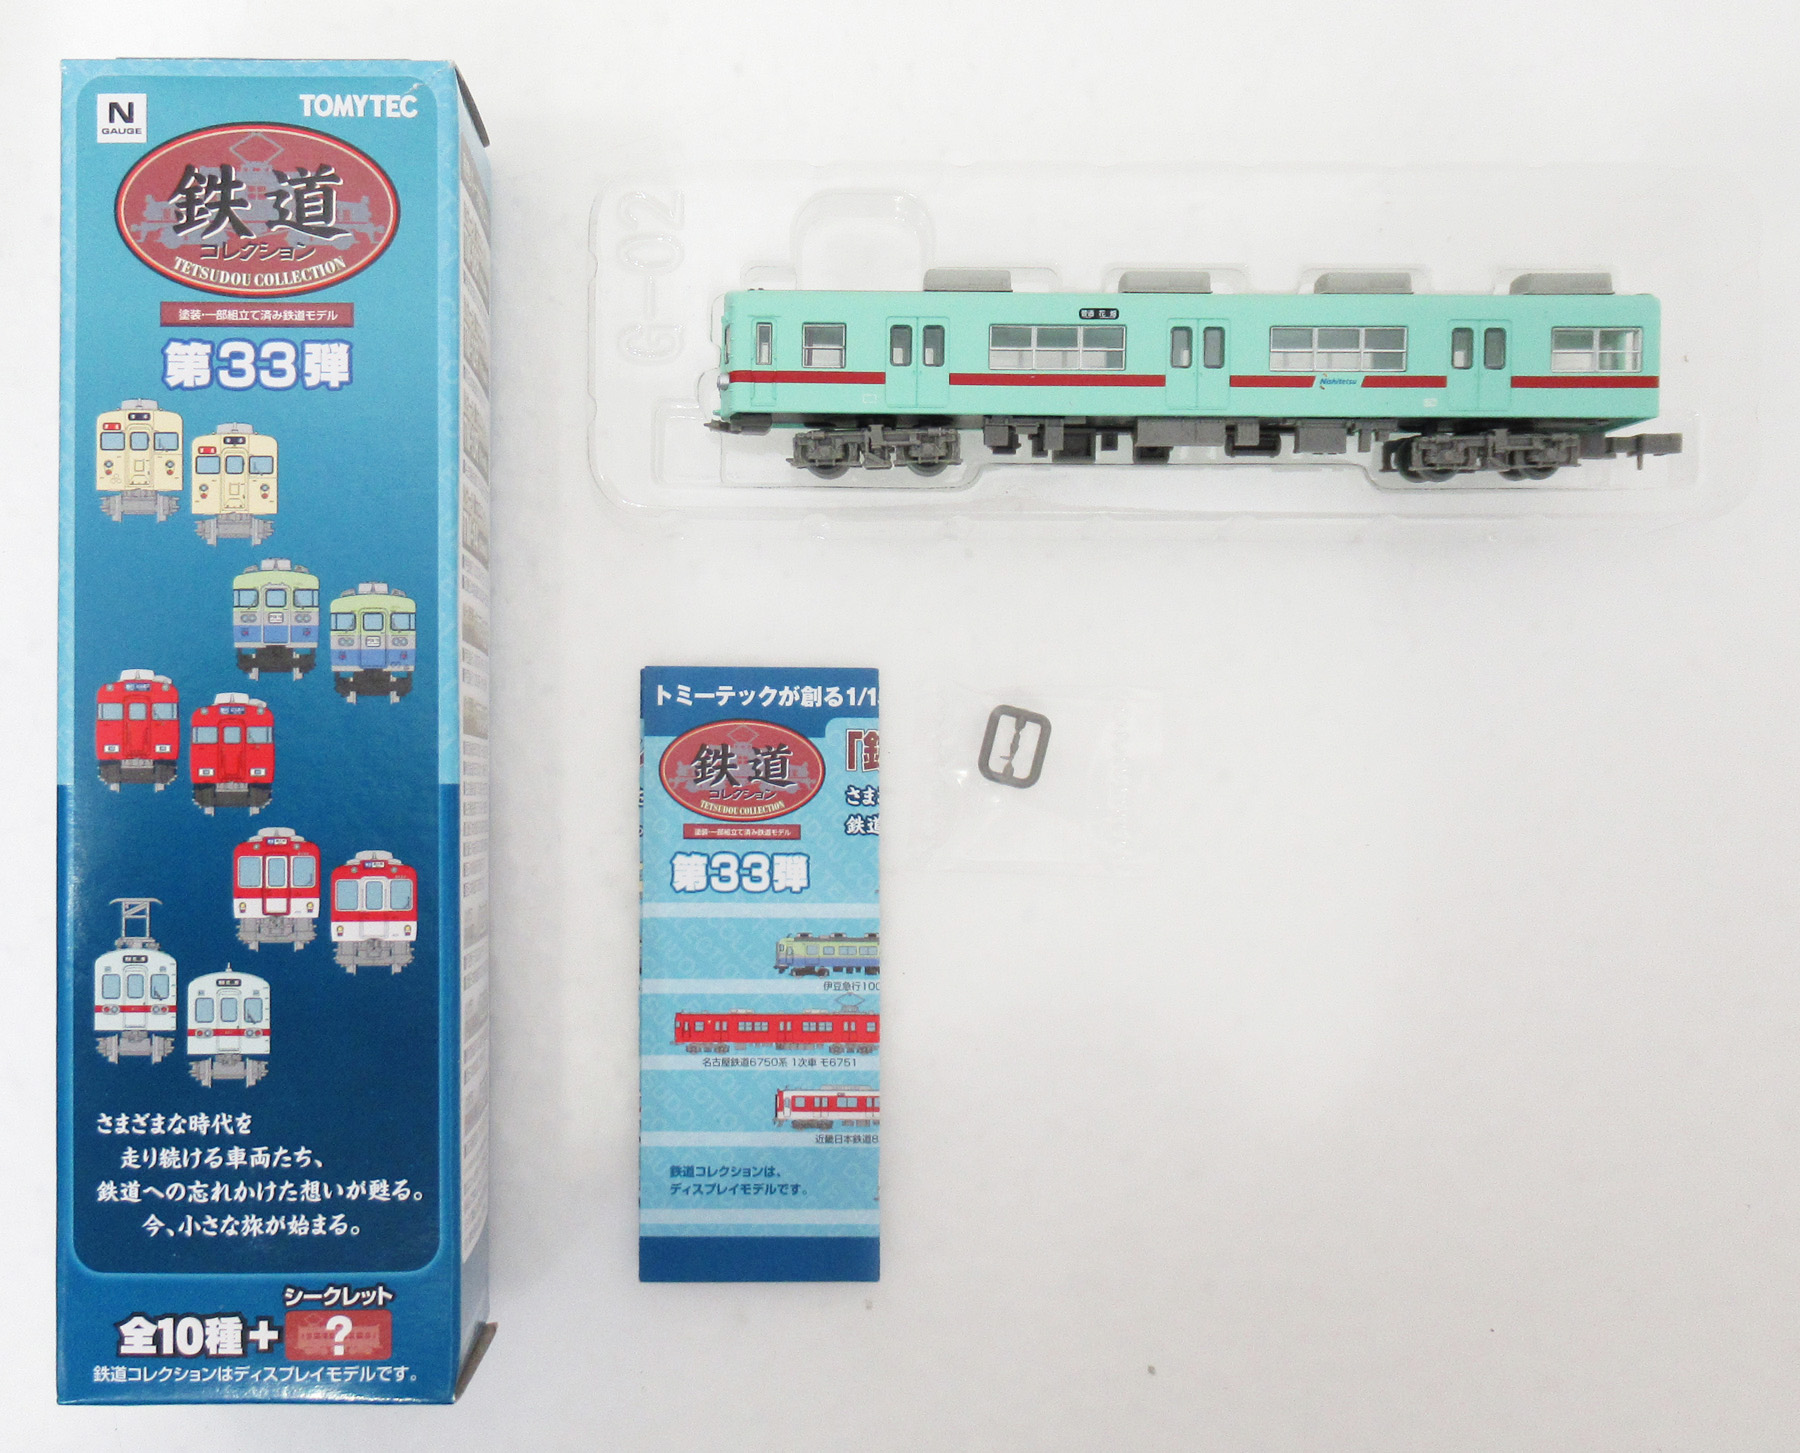 N
GAUGE
TOMYTEC
鉄道
コレクション
TETSUDOU COLLECTION
塗装・一部組立て済み鉄道モデル
第33弾
さまざまな時代を
走り続ける車両たち、
鉄道への忘れかけた想いが甦る。
今、小さな旅が始まる。
シークレット
全10種+
?
鉄道コレクションはディスプレイモデルです。
G-02
Nishitetsu
トミーテックが創る1/1
鉄道
コレクション
TETSUDOU COLLECTION
塗装・一部組立て済み鉄道モデル
第33弾
「鉄
さま
鉄道
伊豆急行100
名古屋鉄道6750系 1次車 モ6751
近畿日本鉄道8
鉄道コレクションは、
ディスプレイモデルです。